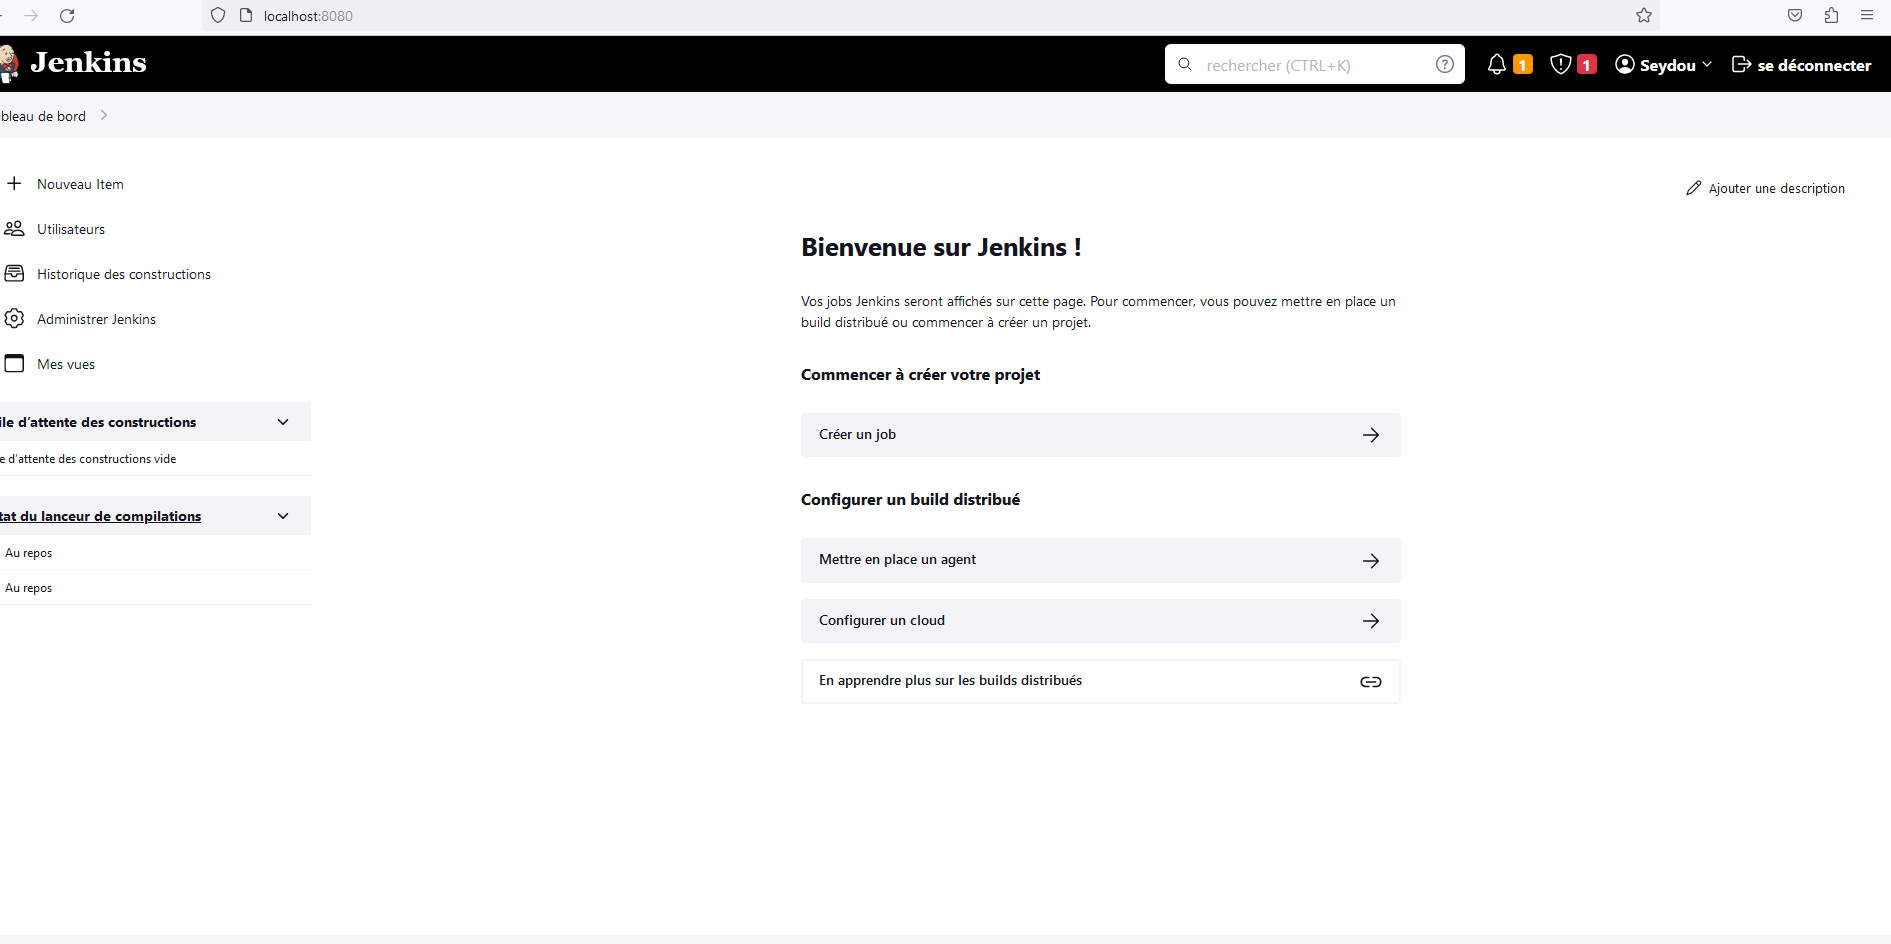 localhost:8080
Jenkins
rechercher (CTRL+K)
1
1
Seydou
se déconnecter
bleau de bord
Nouveau Item
Utilisateurs
Historique des constructions
Administrer Jenkins
Mes vues
ile d'attente des constructions
e d'attente des constructions vide
tat du lanceur de compilations
Au repos
Au repos
Ajouter une description
Bienvenue sur Jenkins !
Vos jobs Jenkins seront affichés sur cette page. Pour commencer, vous pouvez mettre en place un
build distribué ou commencer à créer un projet.
Commencer à créer votre projet
Créer un job
Configurer un build distribué
Mettre en place un agent
Configurer un cloud
En apprendre plus sur les builds distribués